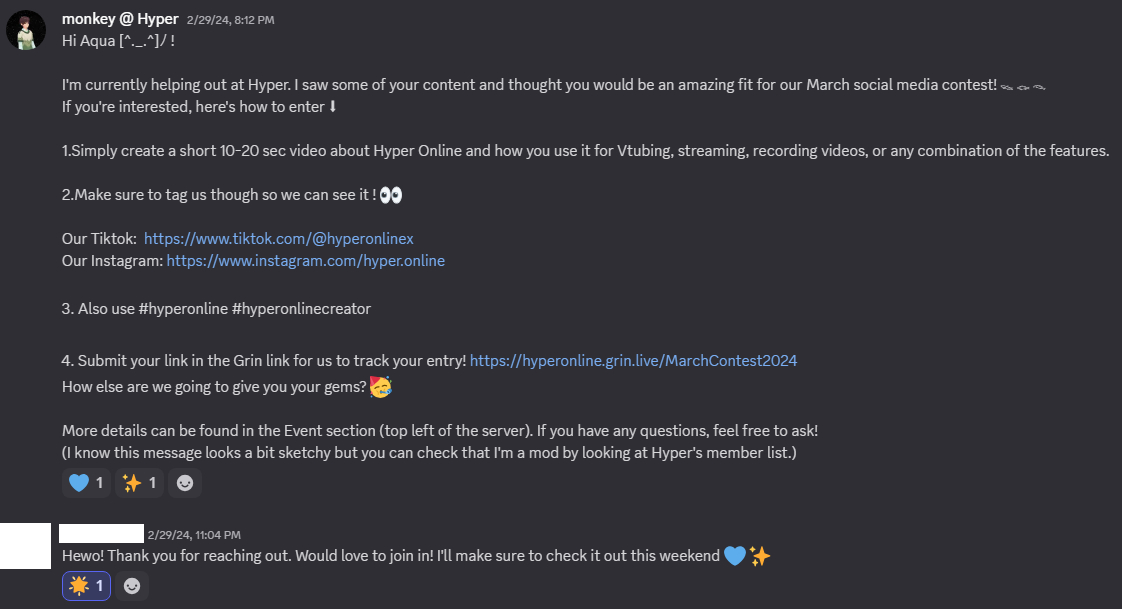 monkey @ Hyper 2/29/24, 8:12 PM
Hi Aqua [^._.^]ﾉ !
I'm currently helping out at Hyper. I saw some of your content and thought you would be an amazing fit for our March social media contest!
If you're interested, here's how to enter ⬇
1.Simply create a short 10-20 sec video about Hyper Online and how you use it for Vtubing, streaming, recording videos, or any combination of the features.
2.Make sure to tag us though so we can see it ! 👀
Our Tiktok: https://www.tiktok.com/@hyperonlinex
Our Instagram: https://www.instagram.com/hyper.online
3. Also use #hyperonline #hyperonlinecreator
4. Submit your link in the Grin link for us to track your entry! https://hyperonline.grin.live/MarchContest2024
How else are we going to give you your gems? 🥳
More details can be found in the Event section (top left of the server). If you have any questions, feel free to ask!
(I know this message looks a bit sketchy but you can check that I'm a mod by looking at Hyper's member list.)
💙 1 ✨ 1
2/29/24, 11:04 PM
Hewo! Thank you for reaching out. Would love to join in! I'll make sure to check it out this weekend 💙✨
🌟 1